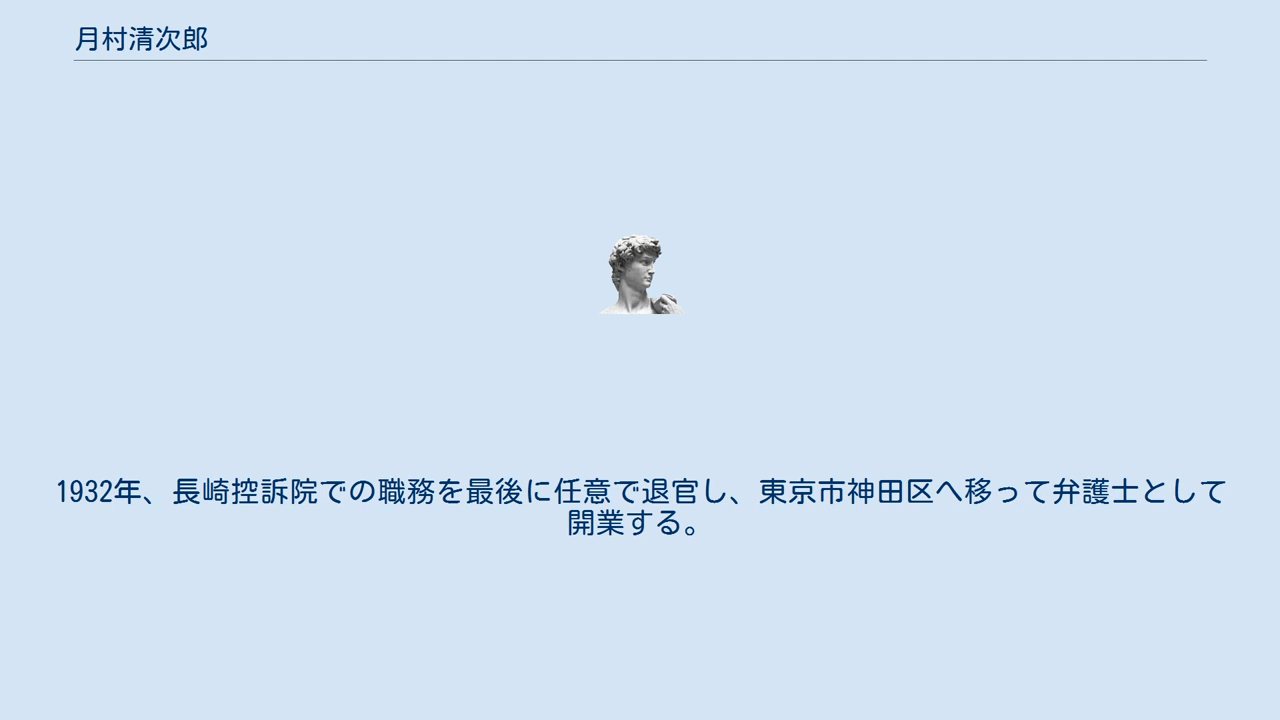 月村清次郎
1932年、長崎控訴院での職務を最後に任意で退官し、東京市神田区へ移って弁護士として
開業する。